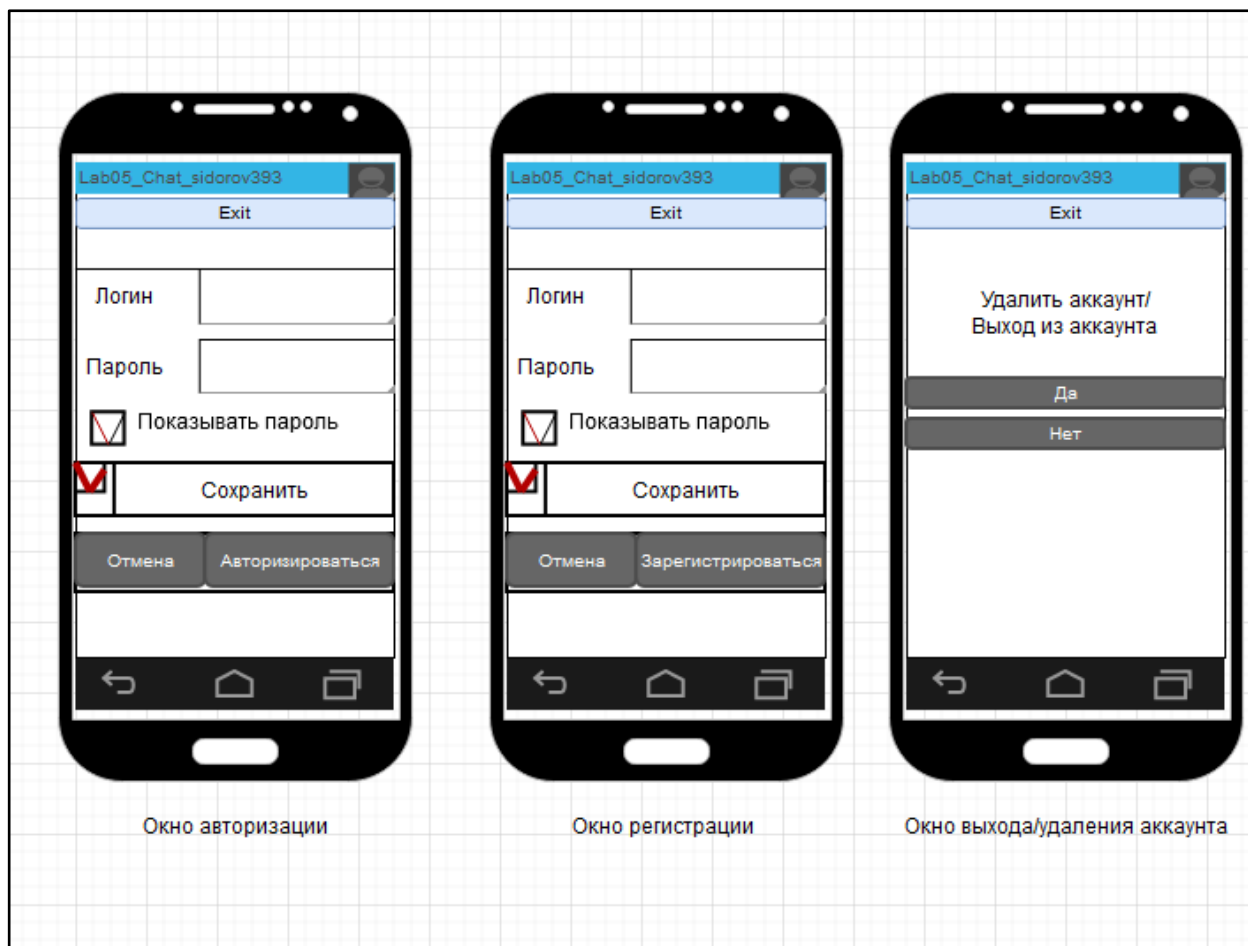 Lab05_Chat_sidorov393
Exit
Логин
Пароль
Показывать пароль
Сохранить
Отмена
Авторизироваться
Окно авторизации
Lab05_Chat_sidorov393
Exit
Логин
Пароль
Показывать пароль
Сохранить
Отмена
Зарегистрироваться
Окно регистрации
Lab05_Chat_sidorov393
Exit
Удалить аккаунт/
Выход из аккаунта
Да
Нет
Окно выхода/удаления аккаунта